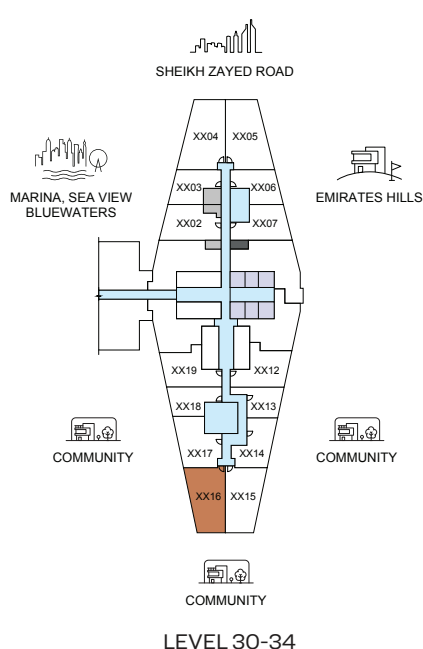 SHEIKH ZAYED ROAD
XX04 XX05
MARINA, SEA VIEW
BLUEWATERS
EMIRATES HILLS
XX03 XX06
XX02 XX07
XX19 XX12
XX18 XX13
XX17 XX14
COMMUNITY
COMMUNITY
XX16 XX15
COMMUNITY
LEVEL 30-34